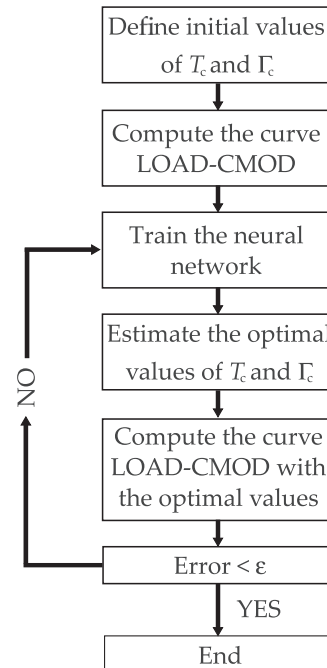 Define initial values
of Tc and Γc
Compute the curve
LOAD-CMOD
Train the neural
network
Estimate the optimal
values of Tc and Γc
Compute the curve
LOAD-CMOD with
the optimal values
NO
Error < ε
YES
End